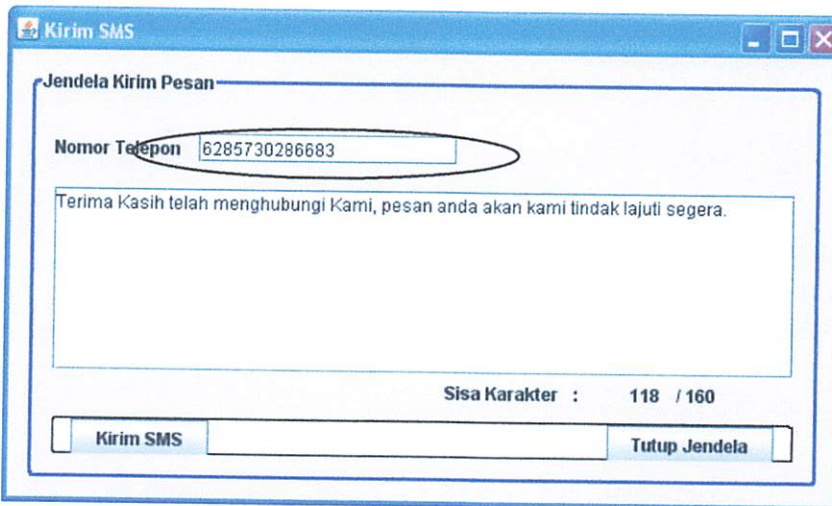 Kirim SMS
Jendela Kirim Pesan
Nomor Telepon 6285730286683
Terima Kasih telah menghubungi Kami, pesan anda akan kami tindak lajuti segera.
Sisa Karakter : 118 / 160
Kirim SMS Tutup Jendela